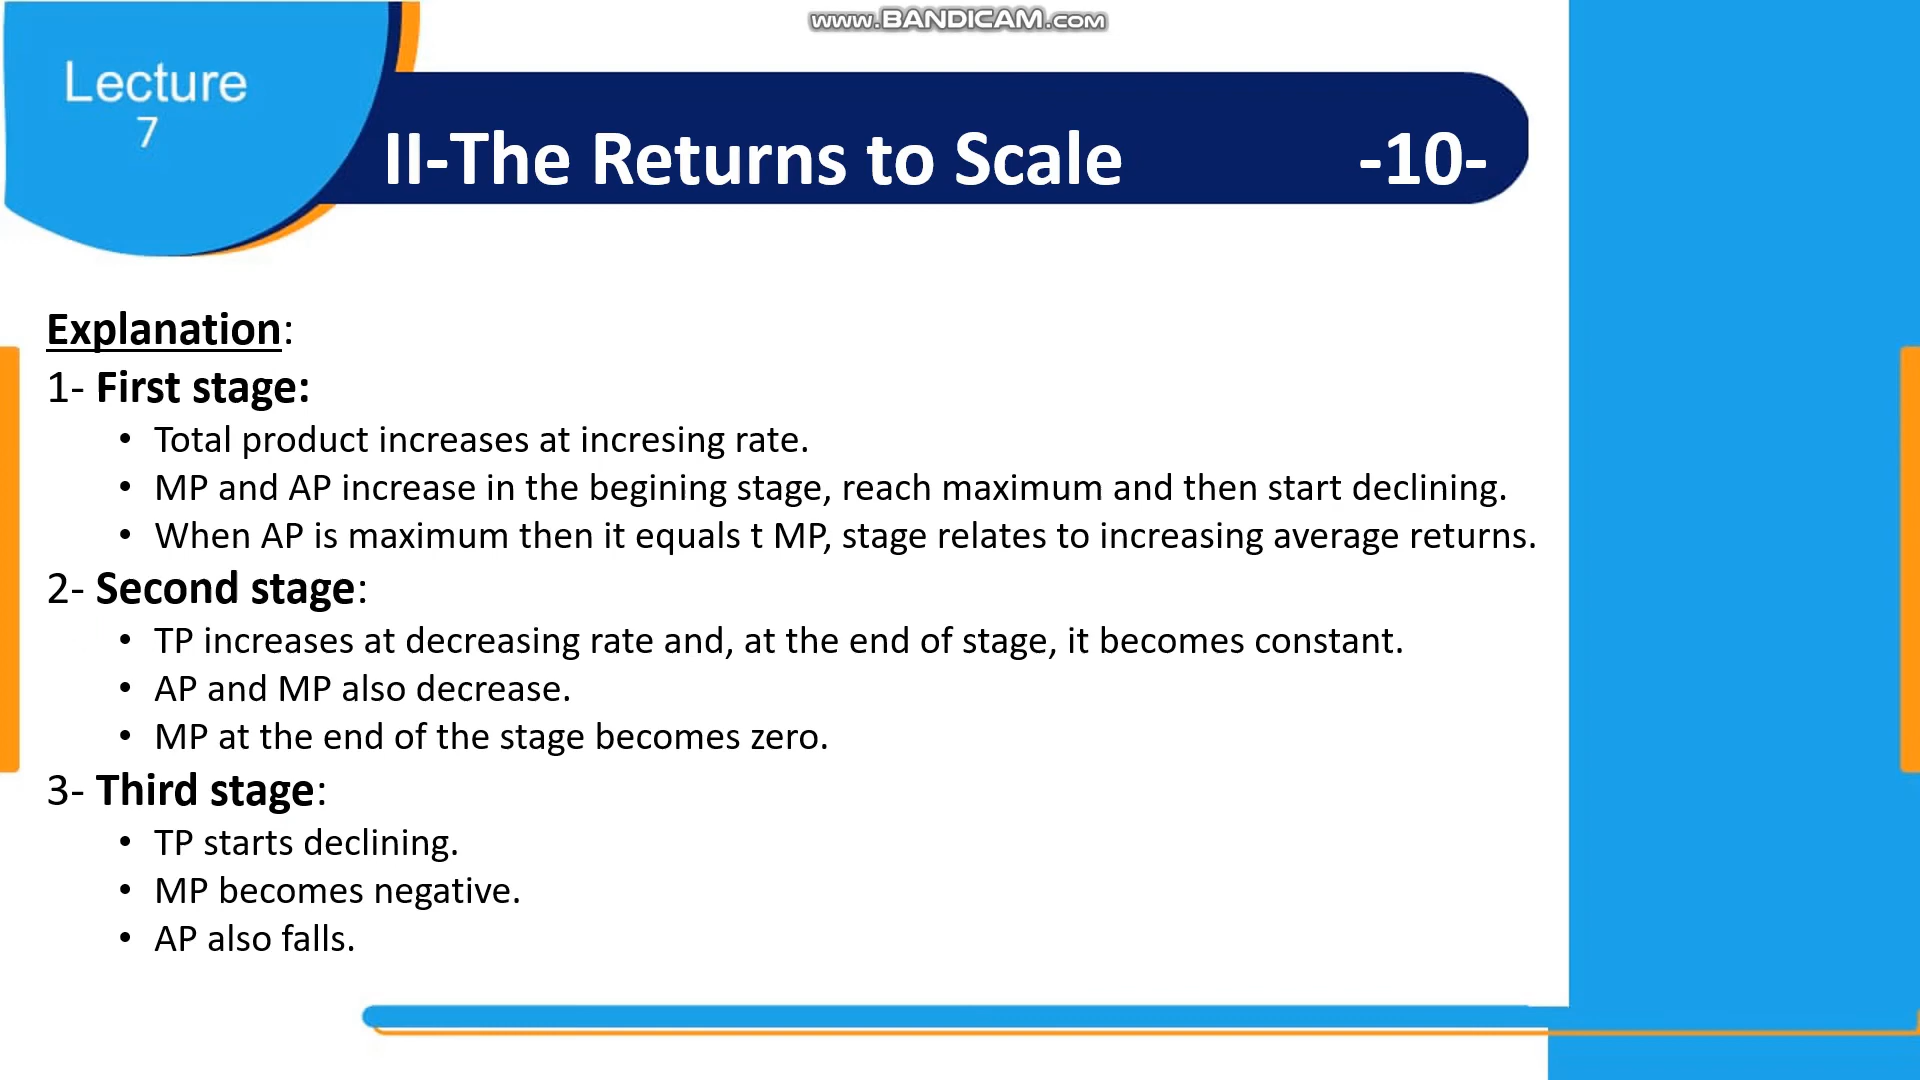 www.BANDICAM.com
Lecture
7
II-The Returns to Scale -10-
Explanation:
1- First stage:
• Total product increases at incresing rate.
• MP and AP increase in the begining stage, reach maximum and then start declining.
• When AP is maximum then it equals t MP, stage relates to increasing average returns.
2- Second stage:
• TP increases at decreasing rate and, at the end of stage, it becomes constant.
• AP and MP also decrease.
• MP at the end of the stage becomes zero.
3- Third stage:
• TP starts declining.
• MP becomes negative.
• AP also falls.